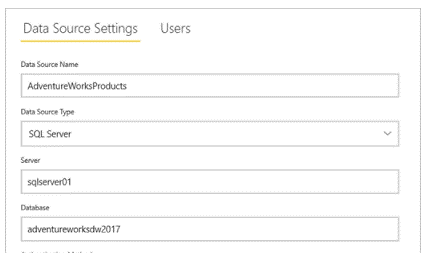 Data Source Settings Users
Data Source Name
AdventureWorksProducts
Data Source Type
SQL Server
Server
sqlserver01
Database
adventureworksdw2017